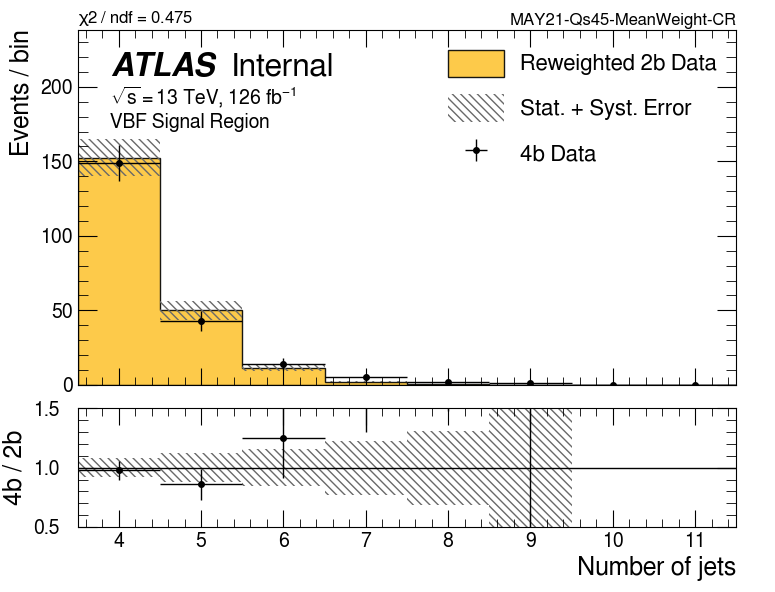 χ2 / ndf = 0.475
MAY21-Qs45-MeanWeight-CR
ATLAS Internal
√s = 13 TeV, 126 fb⁻¹
VBF Signal Region
Reweighted 2b Data
Stat. + Syst. Error
4b Data
Events / bin
200
150
100
50
0
4b / 2b
1.5
1.0
0.5
4 5 6 7 8 9 10 11
Number of jets